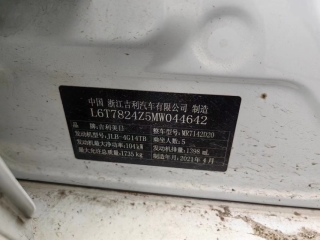 中国 浙江吉利汽车有限公司 制造
L6T7824Z5MW044642
品 牌:吉利美日 整车型号:MR7142D20
发动机型号:JLB-4G14TB 乘坐人数:5
发动机最大净功率:104kW 发动机排量:1398 mL
最大允许总质量:1735kg 制造年月:2021年4月